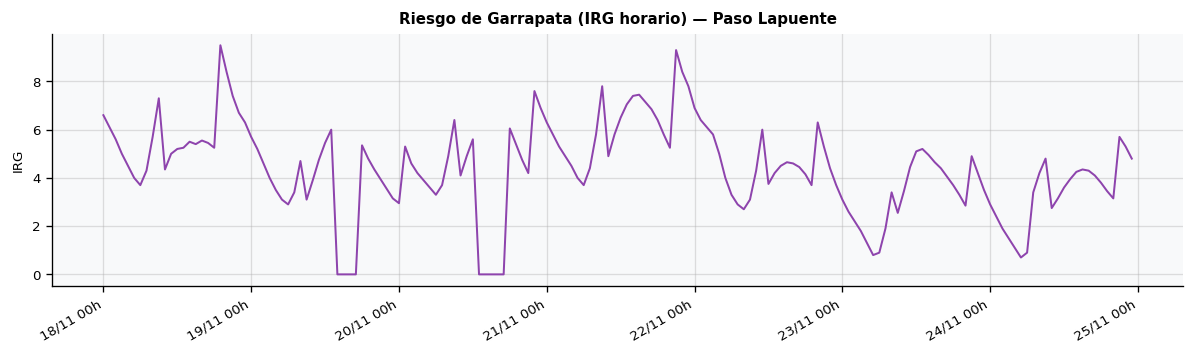 Riesgo de Garrapata (IRG horario) — Paso Lapuente
IRG
8
6
4
2
0
18/11 00h
19/11 00h
20/11 00h
21/11 00h
22/11 00h
23/11 00h
24/11 00h
25/11 00h